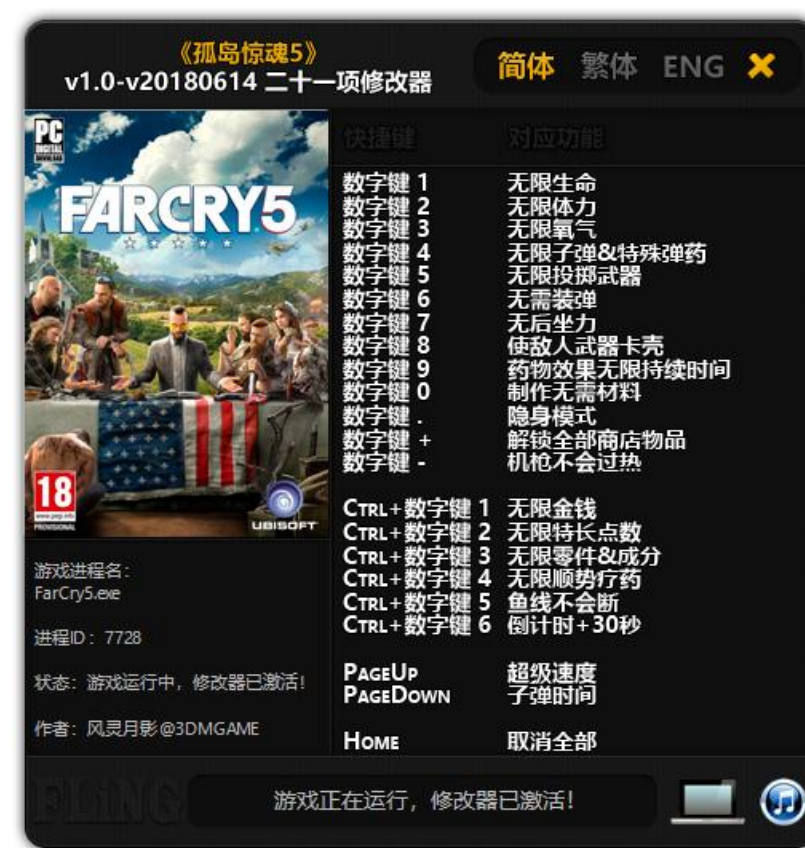 《孤岛惊魂5》
v1.0-v20180614 二十一项修改器
简体 繁体 ENG
PC
DIGITAL
DOWNLOAD
FARCRY5
18
www.pegi.info
PROVISIONAL
UBISOFT
游戏进程名：
FarCry5.exe
进程ID：7728
状态：游戏运行中，修改器已激活！
作者：风灵月影@3DMGAME
快捷键 对应功能
数字键 1 无限生命
数字键 2 无限体力
数字键 3 无限氧气
数字键 4 无限子弹&特殊弹药
数字键 5 无限投掷武器
数字键 6 无需装弹
数字键 7 无后坐力
数字键 8 使敌人武器卡壳
数字键 9 药物效果无限持续时间
数字键 0 制作无需材料
数字键 . 隐身模式
数字键 + 解锁全部商店物品
数字键 - 机枪不会过热
CTRL+数字键 1 无限金钱
CTRL+数字键 2 无限特长点数
CTRL+数字键 3 无限零件&成分
CTRL+数字键 4 无限顺势疗药
CTRL+数字键 5 鱼线不会断
CTRL+数字键 6 倒计时+30秒
PAGEUP 超级速度
PAGEDOWN 子弹时间
HOME 取消全部
FLiNG
游戏正在运行，修改器已激活！